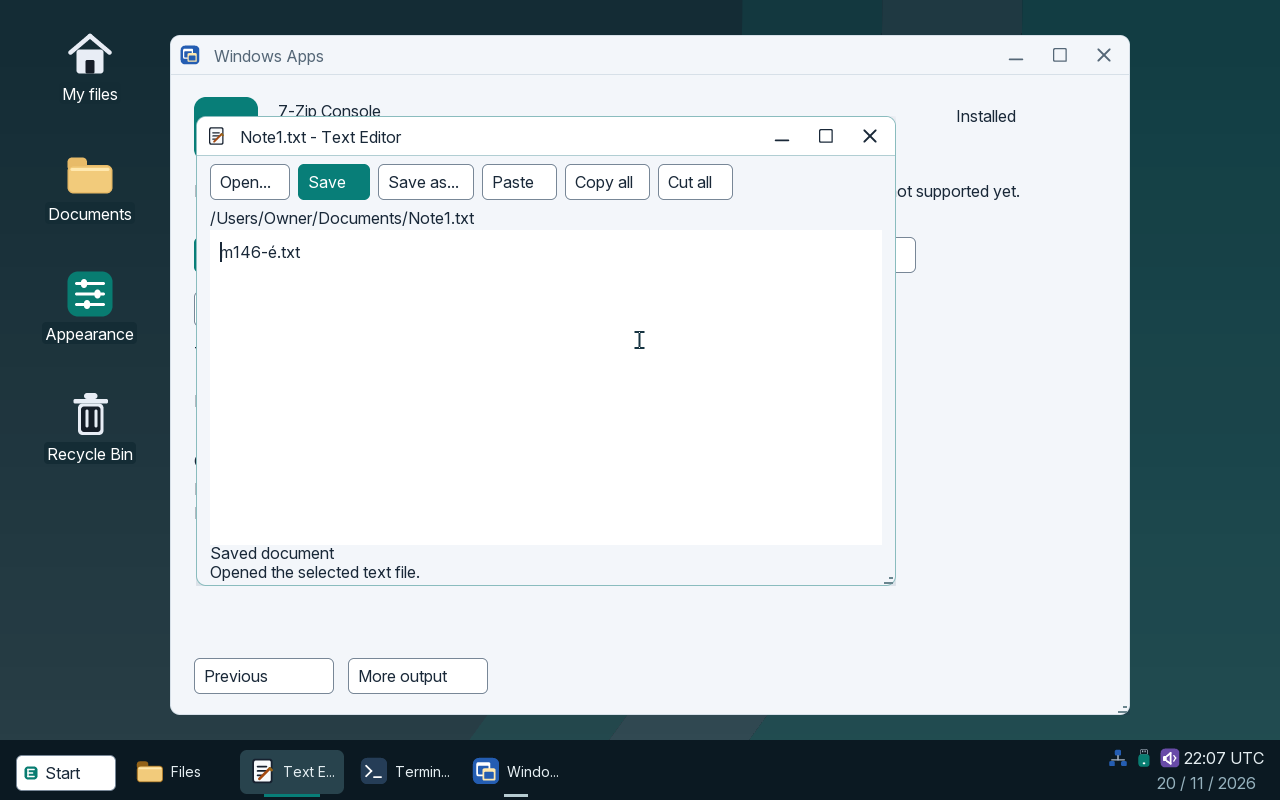 My files
Documents
Appearance
Recycle Bin
Windows Apps
7-Zip Console
Installed
ot supported yet.
Note1.txt - Text Editor
Open...
Save
Save as...
Paste
Copy all
Cut all
/Users/Owner/Documents/Note1.txt
m146-é.txt
Saved document
Opened the selected text file.
Previous
More output
Start
Files
Text E...
Termin...
Windo...
22:07 UTC
20 / 11 / 2026